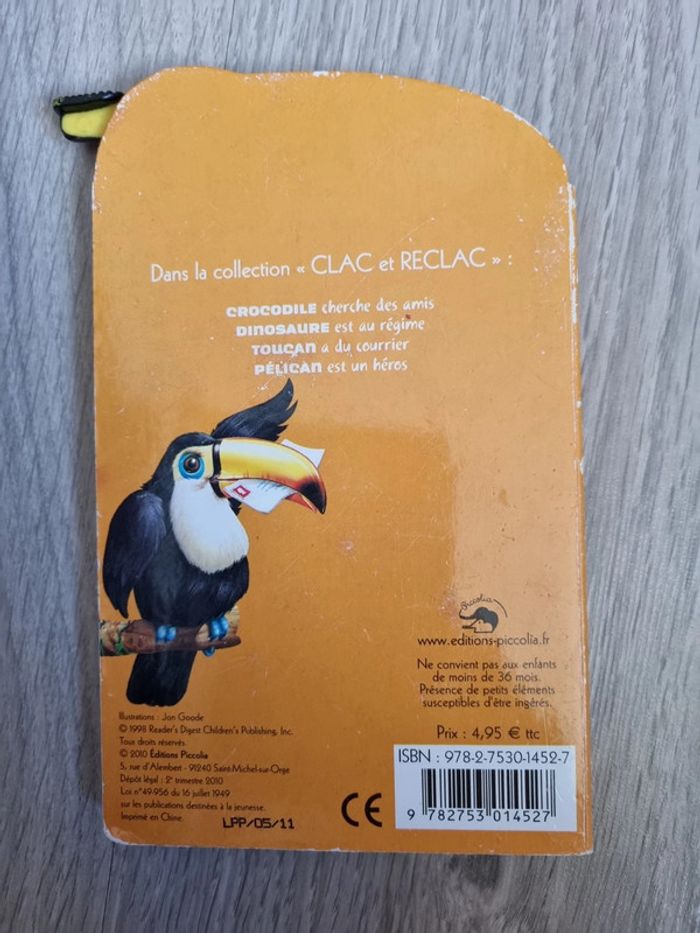 Dans la collection « CLAC et RECLAC » :
CROCODILE cherche des amis
DINOSAURE est au régime
TOUCAN a du courrier
PÉLICAN est un héros
Piccolia
www.editions-piccolia.fr
Ne convient pas aux enfants
de moins de 36 mois.
Présence de petits éléments
susceptibles d'être ingérés.
Prix : 4,95 € ttc
ISBN : 978-2-7530-1452-7
9 782753 014527
Illustrations : Jon Goode
© 1998 Reader's Digest Children's Publishing, Inc.
Tous droits réservés.
© 2010 Éditions Piccolia
5, rue d'Alembert - 91240 Saint-Michel-sur-Orge
Dépôt légal : 2e trimestre 2010
Loi n°49-956 du 16 juillet 1949
sur les publications destinées à la jeunesse.
Imprimé en Chine.
LPP/05/11
CE